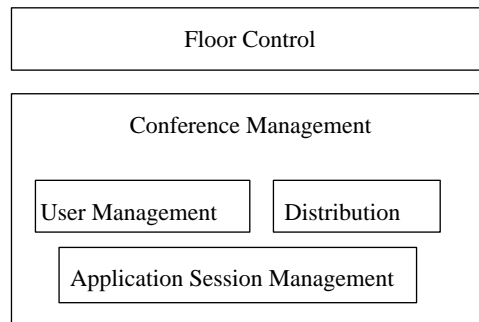 Floor Control
Conference Management
User Management
Distribution
Application Session Management